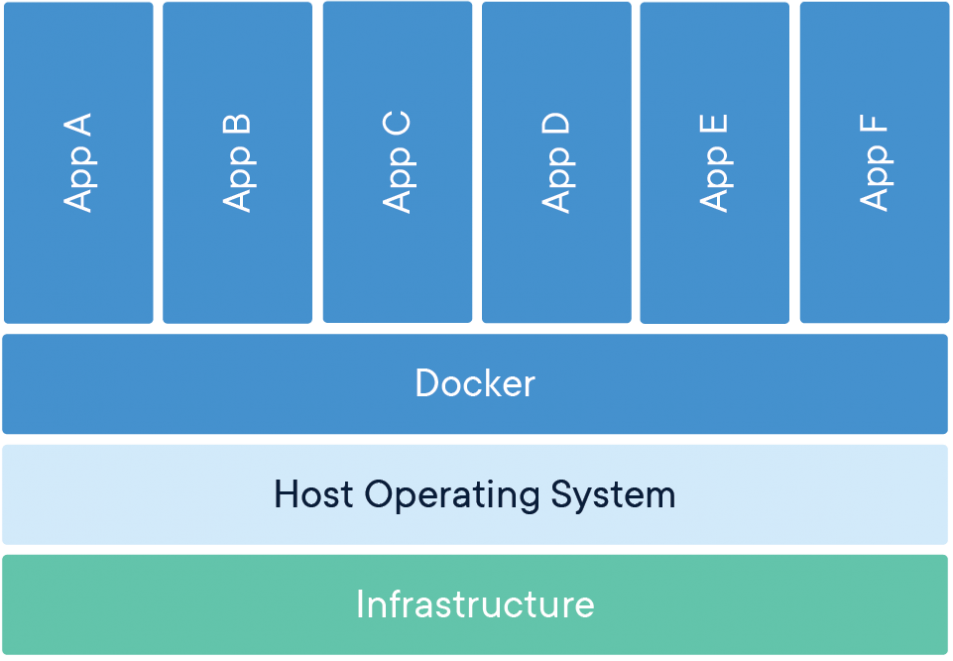 App A
App B
App C
App D
App E
App F
Docker
Host Operating System
Infrastructure